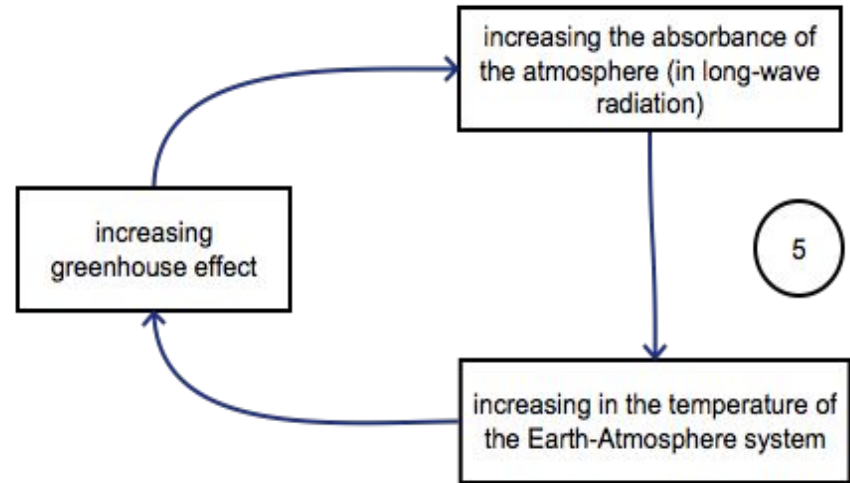 increasing the absorbance of
the atmosphere (in long-wave
radiation)
increasing
greenhouse effect
5
increasing in the temperature of
the Earth-Atmosphere system